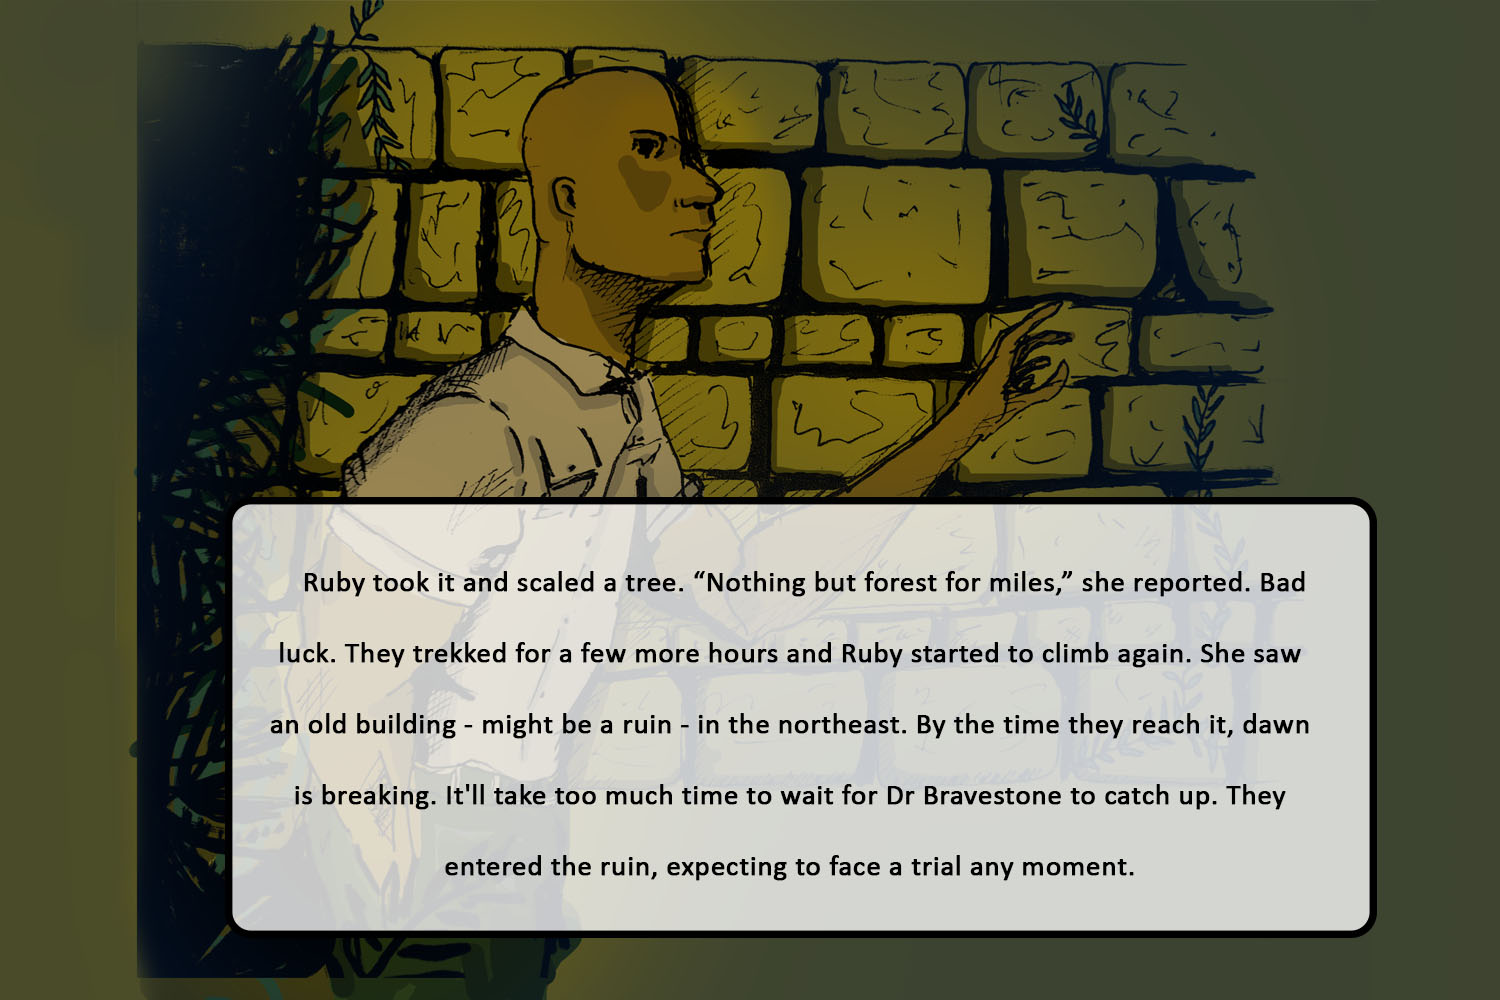 Ruby took it and scaled a tree. “Nothing but forest for miles,” she reported. Bad
luck. They trekked for a few more hours and Ruby started to climb again. She saw
an old building - might be a ruin - in the northeast. By the time they reach it, dawn
is breaking. It'll take too much time to wait for Dr Bravestone to catch up. They
entered the ruin, expecting to face a trial any moment.